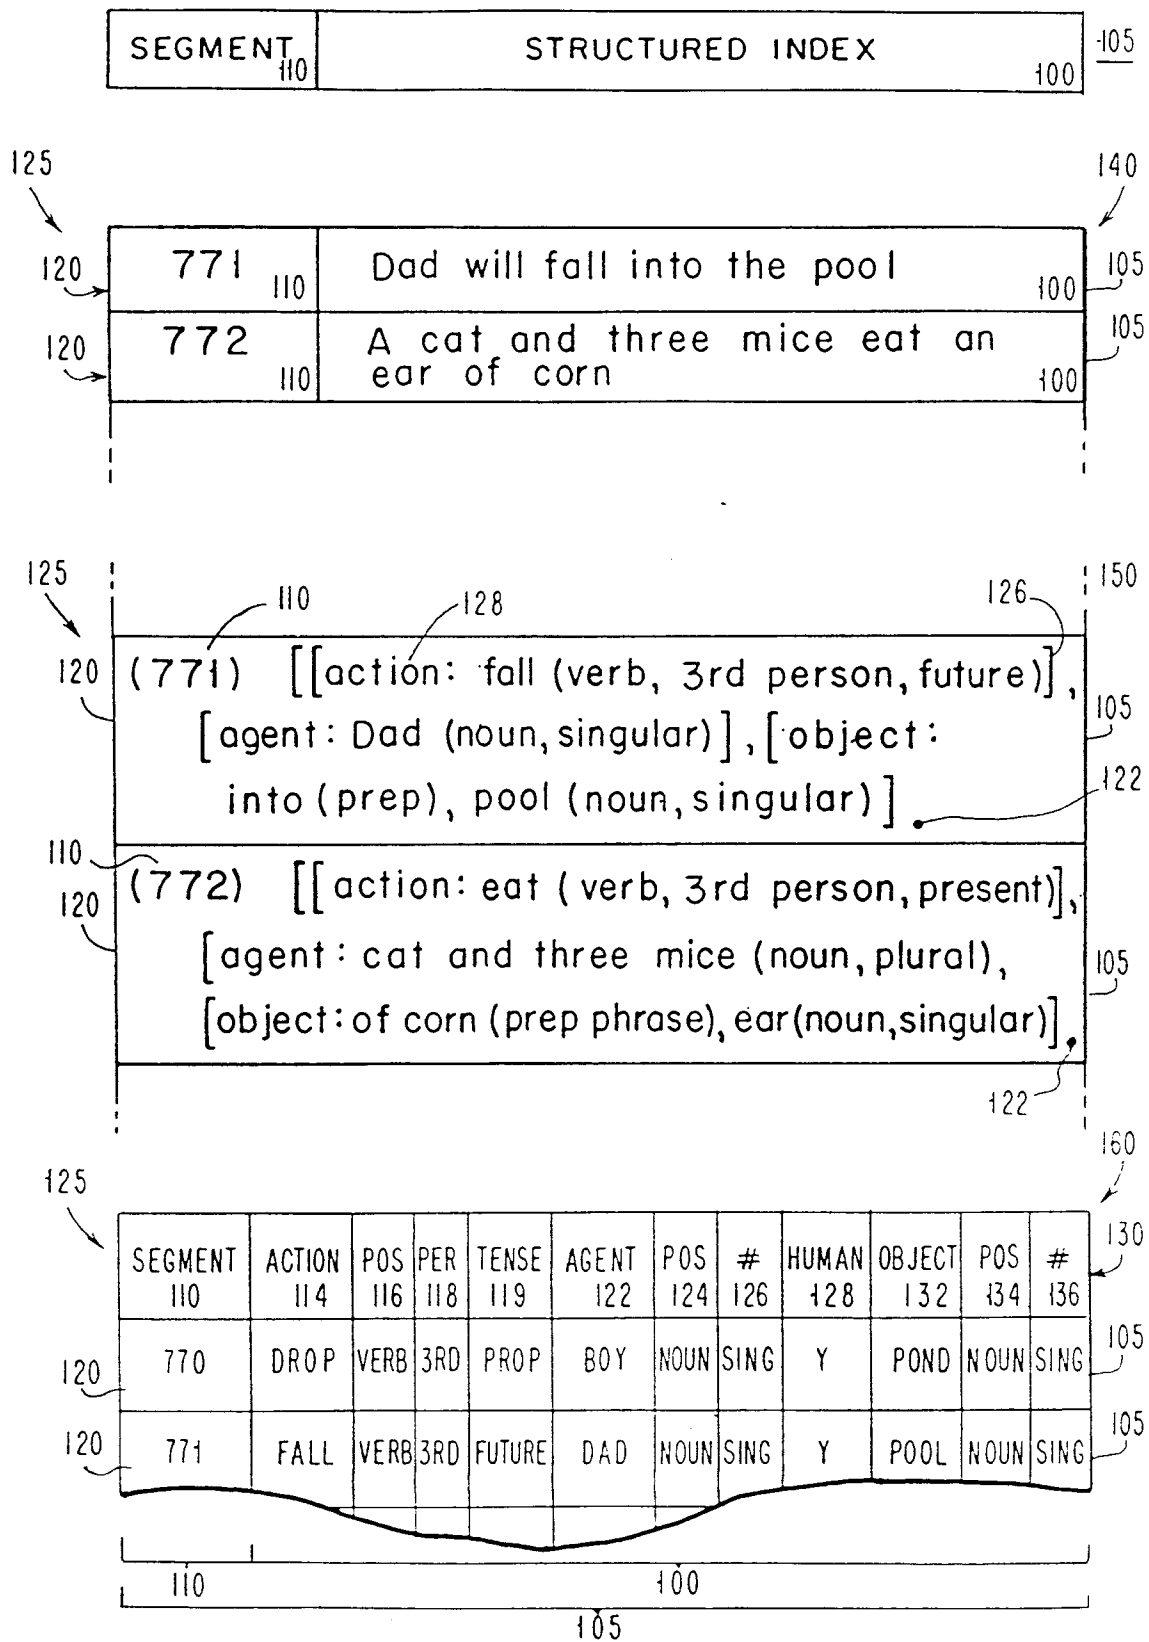 SEGMENT 110 STRUCTURED INDEX 100 105
125 140
120 771 110 Dad will fall into the pool 100 105
120 772 110 A cat and three mice eat an
ear of corn 100 105
125 110 128 126 150
120 (771) [[action: fall (verb, 3rd person, future)],
[agent: Dad (noun, singular)], [object: 105
into (prep), pool (noun, singular)] 122
110
120 (772) [[action: eat (verb, 3rd person, present)],
[agent: cat and three mice (noun, plural), 105
[object: of corn (prep phrase), ear (noun, singular)]
122
125 160
SEGMENT ACTION POS PER TENSE AGENT POS # HUMAN OBJECT POS # 130
110 114 116 118 119 122 124 126 128 132 134 136
120 770 DROP VERB 3RD PROP BOY NOUN SING Y POND NOUN SING 105
120 771 FALL VERB 3RD FUTURE DAD NOUN SING Y POOL NOUN SING 105
110 100
105